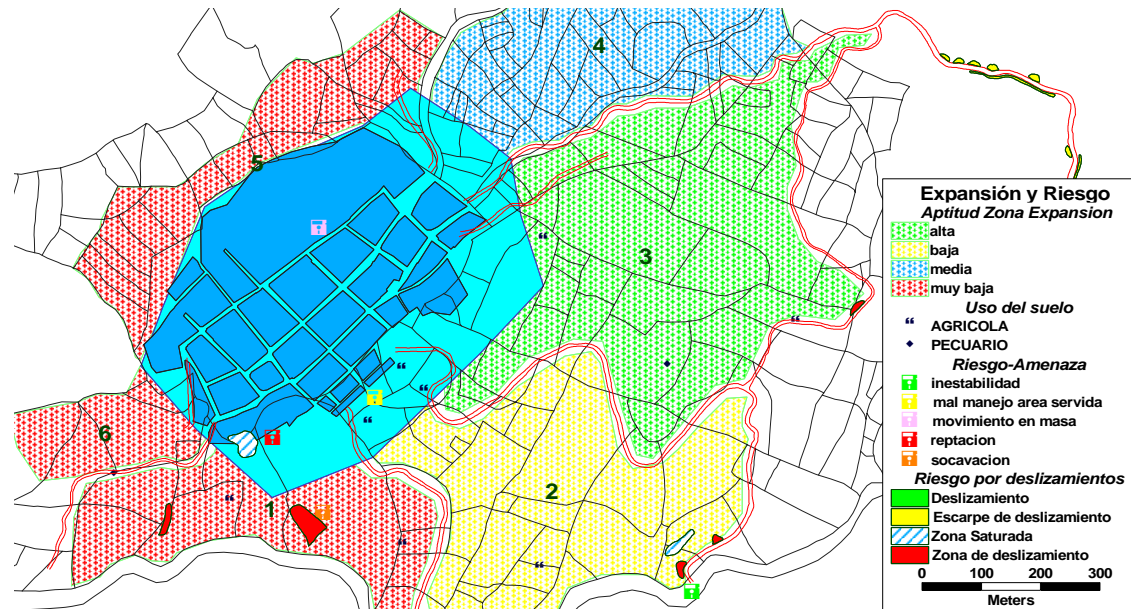 4
5
3
6
2
1
Expansión y Riesgo
Aptitud Zona Expansion
alta
baja
media
muy baja
Uso del suelo
“ AGRICOLA
PECUARIO
Riesgo-Amenaza
inestabilidad
mal manejo area servida
movimiento en masa
reptacion
socavacion
Riesgo por deslizamientos
Deslizamiento
Escarpe de deslizamiento
Zona Saturada
Zona de deslizamiento
0 100 200 300
Meters